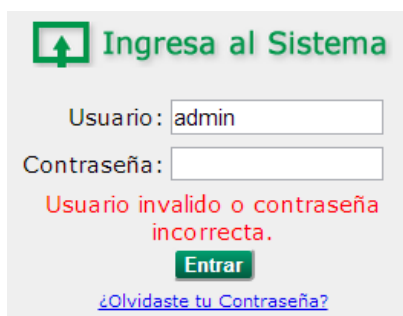 Ingresa al Sistema
Usuario: admin
Contraseña:
Usuario invalido o contraseña
incorrecta.
Entrar
¿Olvidaste tu Contraseña?